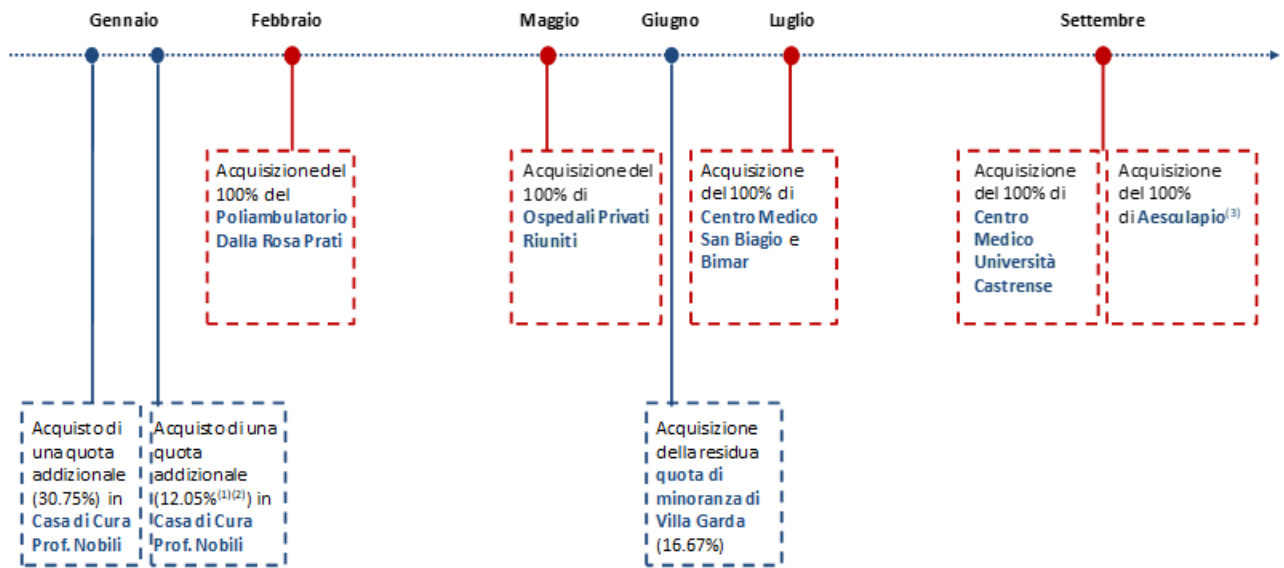 Gennaio
Febbraio
Maggio
Giugno
Luglio
Settembre
Acquisizione del
100% del
Poliambulatorio
Dalla Rosa Prati
Acquisizione del
100% di
Ospedali Privati
Riuniti
Acquisizione
del 100% di
Centro Medico
San Biagio e
Bimar
Acquisizione
del 100% di
Centro
Medico
Università
Castrense
Acquisizione
del 100%
di Aesculapio(3)
Acquisto di
una quota
addizionale
(30.75%) in
Casa di Cura
Prof. Nobili
Acquisto di una
quota
addizionale
(12.05%(1)(2)) in
Casa di Cura
Prof. Nobili
Acquisizione
della residua
quota di
minoranza di
Villa Garda
(16.67%)